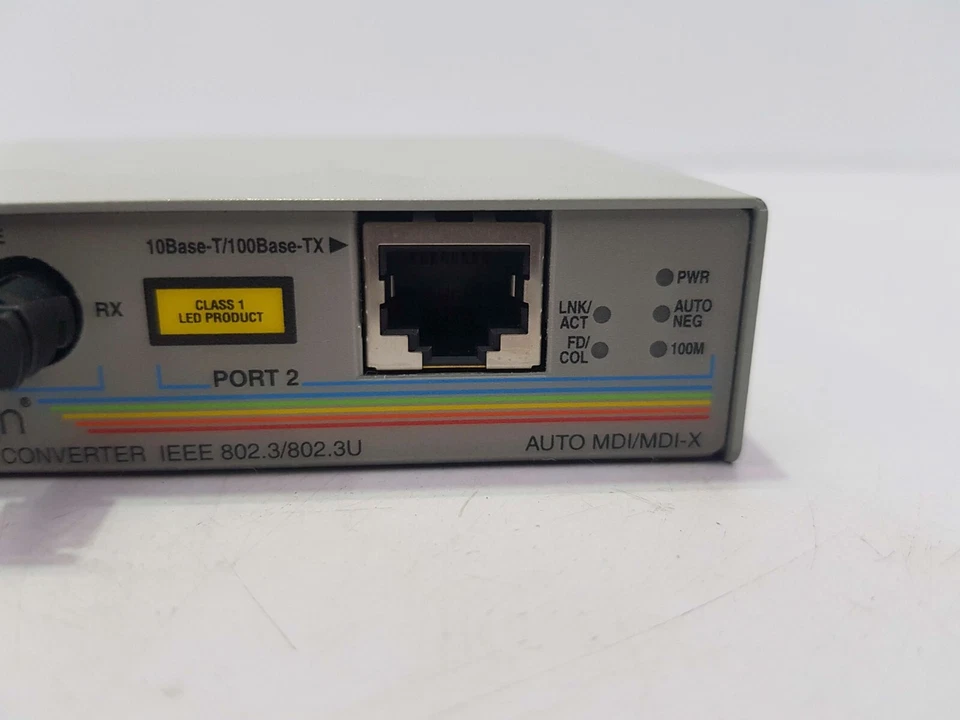 E
10Base-T/100Base-TX ▶
RX
CLASS 1
LED PRODUCT
LNK/
ACT
FD/
COL
PWR
AUTO
NEG
100M
PORT 2
n®
CONVERTER IEEE 802.3/802.3U
AUTO MDI/MDI-X